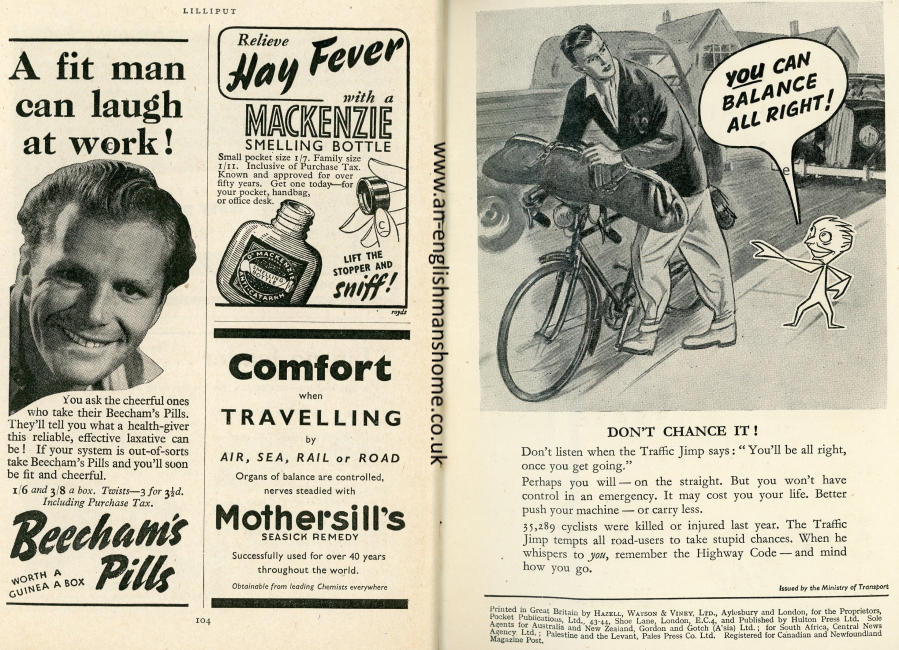 LILLIPUT
A fit man
can laugh
at work!
You ask the cheerful ones
who take their Beecham's Pills.
They'll tell you what a health-giver
this reliable, effective laxative can
be! If your system is out-of-sorts
take Beecham's Pills and you'll soon
be fit and cheerful.
1/6 and 3/8 a box. Twists—3 for 3½d.
Including Purchase Tax.
Beecham's
Pills
WORTH A
GUINEA A BOX
Relieve
Hay Fever
with a
MACKENZIE
SMELLING BOTTLE
Small pocket size 1/7. Family size
1/11. Inclusive of Purchase Tax.
Known and approved for over
fifty years. Get one today—for
your pocket, handbag,
or office desk.
DR MACKENZIE'S
SMELLING
BOTTLE
ANTI-CATARRH
LIFT THE
STOPPER AND
sniff!
royds
Comfort
when
TRAVELLING
by
AIR, SEA, RAIL or ROAD
Organs of balance are controlled,
nerves steadied with
Mothersill's
SEASICK REMEDY
Successfully used for over 40 years
throughout the world.
Obtainable from leading Chemists everywhere
104
www.an-englishmanshome.co.uk
YOU CAN
BALANCE
ALL RIGHT!
DON'T CHANCE IT!
Don't listen when the Traffic Jimp says: "You'll be all right,
once you get going."
Perhaps you will — on the straight. But you won't have
control in an emergency. It may cost you your life. Better
push your machine — or carry less.
35,289 cyclists were killed or injured last year. The Traffic
Jimp tempts all road-users to take stupid chances. When he
whispers to you, remember the Highway Code — and mind
how you go.
Issued by the Ministry of Transport
Printed in Great Britain by HAZELL, WATSON & VINEY, LTD., Aylesbury and London, for the Proprietors,
Pocket Publications, Ltd., 43-44, Shoe Lane, London, E.C.4, and Published by Hulton Press Ltd. Sole
Agents for Australia and New Zealand, Gordon and Gotch (A'sia) Ltd.; for South Africa, Central News
Agency Ltd.; Palestine and the Levant, Pales Press Co. Ltd. Registered for Canadian and Newfoundland
Magazine Post.